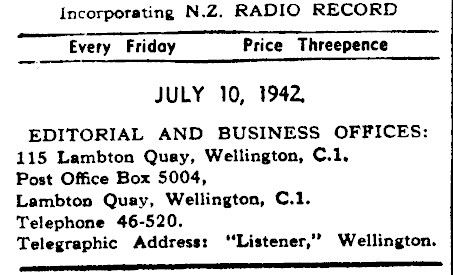 Incorporating N.Z. RADIO RECORD
Every Friday Price Threepence
JULY 10, 1942.
EDITORIAL AND BUSINESS OFFICES:
115 Lambton Quay, Wellington, C.1.
Post Office Box 5004,
Lambton Quay, Wellington, C.1.
Telephone 46-520.
Telegraphic Address: "Listener," Wellington.